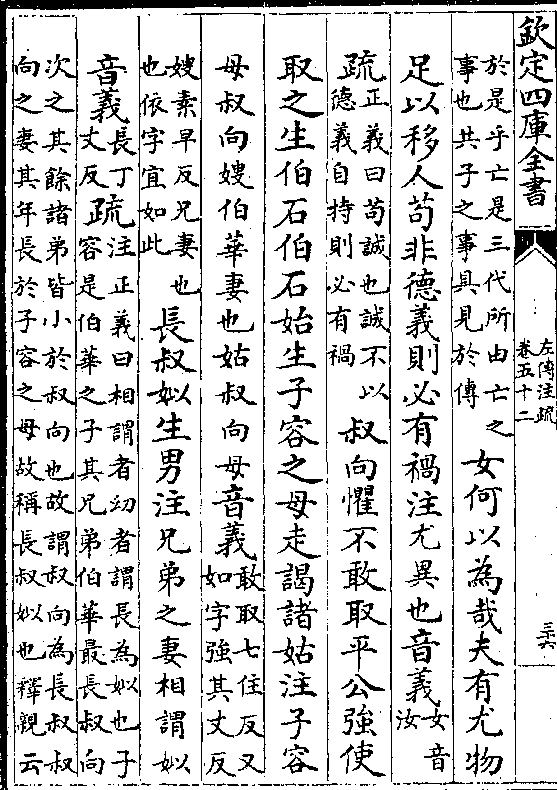 欽定四庫全書
左傳注疏
卷五十二
三六
於是乎亡是三代所由亡之
事也共子之事具見於傳
女何以為哉夫有尤物
足以移人苟非德義則必有禍注尤異也音義
女音
汝
疏
正義曰苟誠也誠不以
德義自持則必有禍
叔向懼不敢取平公強使
取之生伯石伯石始生子容之母走謁諸姑注子容
母叔向嫂伯華妻也姑叔向母音義
敢取七住反又
如字強其丈反
嫂素早反兄妻也
也依字宜如此
長叔姒生男注兄弟之妻相謂姒
音義
長丁
丈反
疏
注正義曰相謂者幼者謂長為姒也子
容是伯華之子其兄弟伯華最長叔向
次之其餘諸弟皆小於叔向也故謂叔向為長叔叔
向之妻其年長於子容之母故稱長叔姒也釋親云